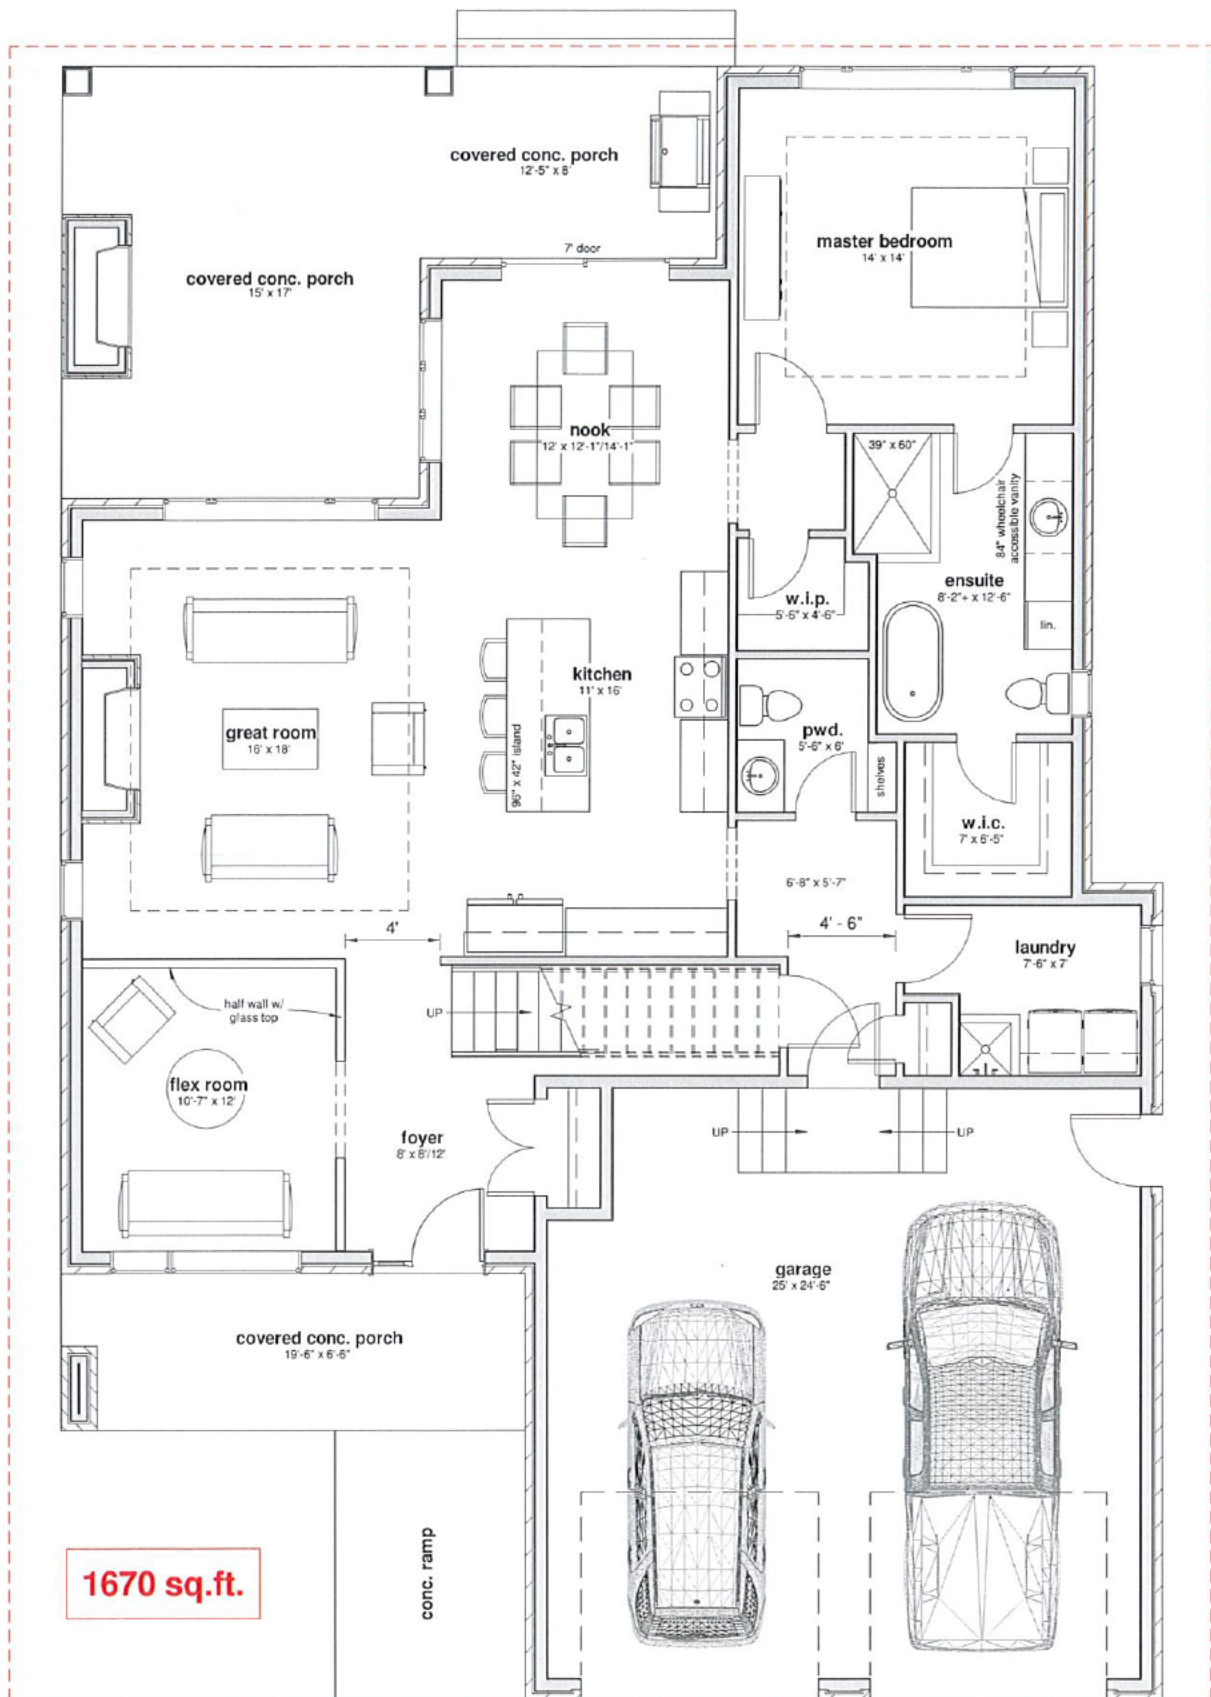 covered conc. porch
12'-5" x 8'
7' door
covered conc. porch
15' x 17'
master bedroom
14' x 14'
nook
12' x 12'-1"/14'-1"
39" x 60"
84" wheelchair
accessible vanity
ensuite
8'-2"+ x 12'-6"
lin.
w.i.p.
5'-6" x 4'-6"
kitchen
11' x 16'
96" x 42" island
great room
16' x 18'
pwd.
5'-6" x 6'
shelves
w.i.c.
7' x 6'-5"
6'-8" x 5'-7"
4'
4' - 6"
laundry
7'-6" x 7'
half wall w/
glass top
UP
flex room
10'-7" x 12'
foyer
8' x 8'/12'
UP
UP
garage
25' x 24'-6"
covered conc. porch
19'-6" x 6'-6"
conc. ramp
1670 sq.ft.